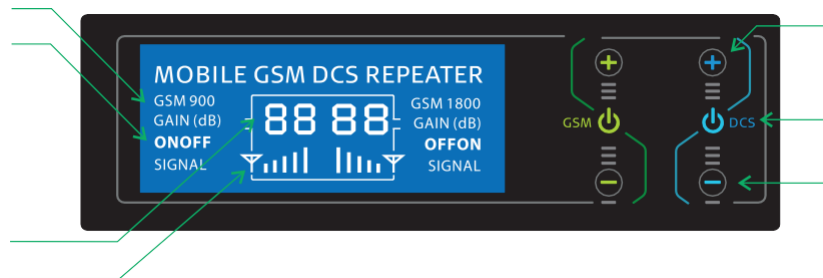 MOBILE GSM DCS REPEATER
GSM 900
GAIN (dB)
ONOFF
SIGNAL
88 88
GSM 1800
GAIN (dB)
OFFON
SIGNAL
GSM
DCS